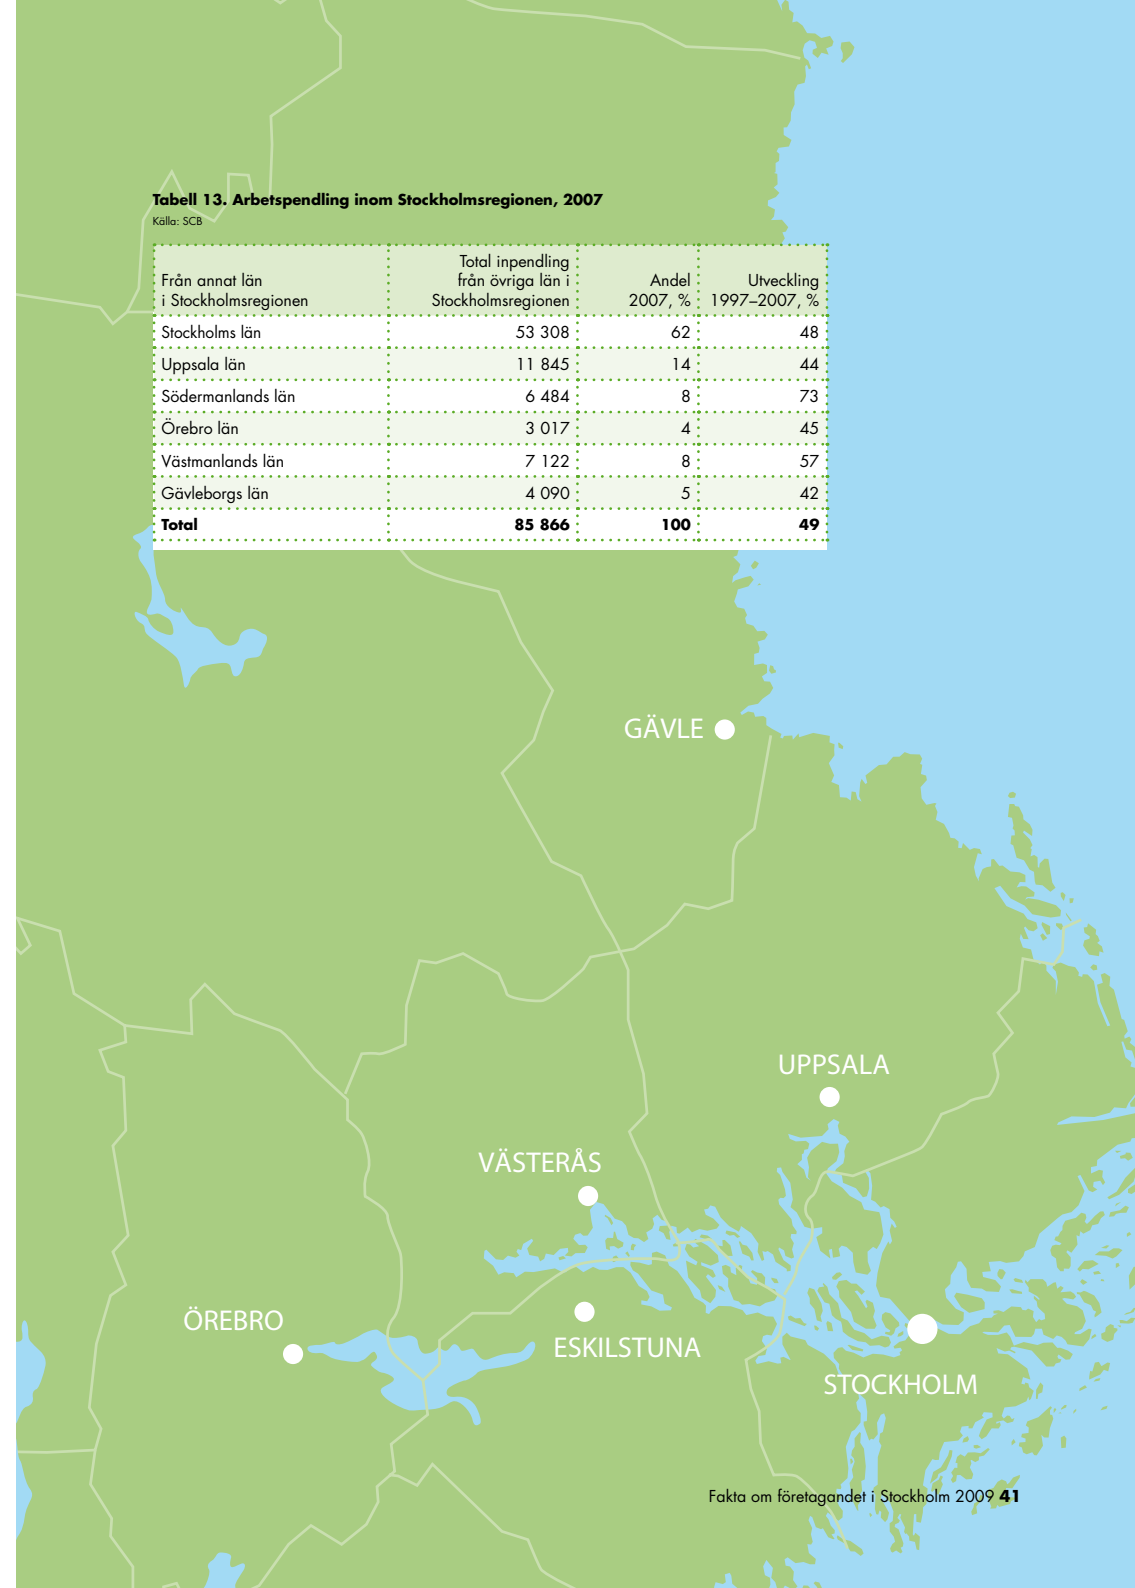 Tabell 13. Arbetspendling inom Stockholmsregionen, 2007
Källa: SCB
Från annat län
i Stockholmsregionen
Total inpendling
från övriga län i
Stockholmsregionen
Andel
2007, %
Utveckling
1997–2007, %
Stockholms län 53 308 62 48
Uppsala län 11 845 14 44
Södermanlands län 6 484 8 73
Örebro län 3 017 4 45
Västmanlands län 7 122 8 57
Gävleborgs län 4 090 5 42
Total 85 866 100 49
GÄVLE
UPPSALA
VÄSTERÅS
ÖREBRO
ESKILSTUNA
STOCKHOLM
Fakta om företagandet i Stockholm 2009 41